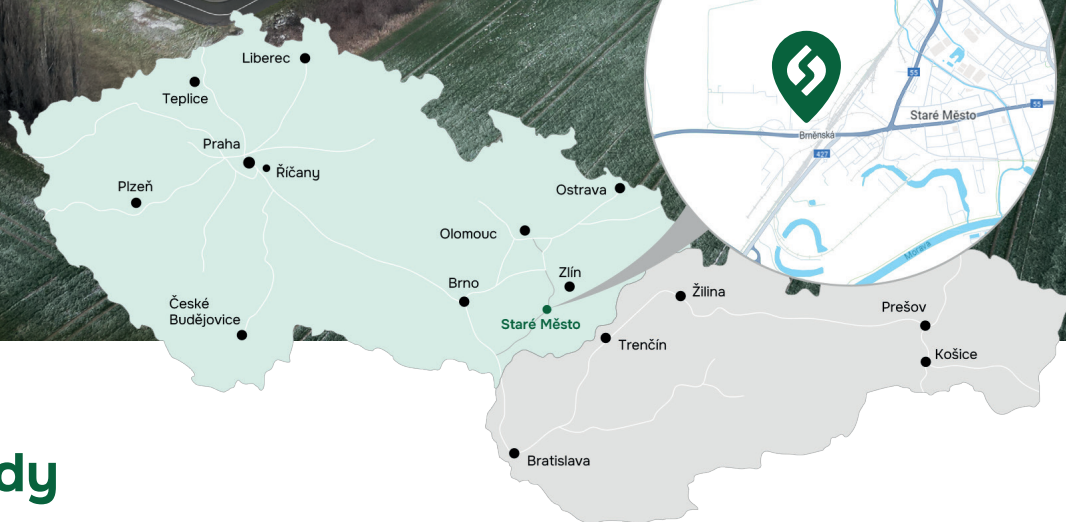 Liberec
Teplice
Praha
Říčany
Plzeň
Ostrava
Olomouc
Brno
Zlín
České
Budějovice
Staré Město
Žilina
Trenčín
Prešov
Košice
Bratislava
55
55
Staré Město
Brněnská
427
Morava
dy